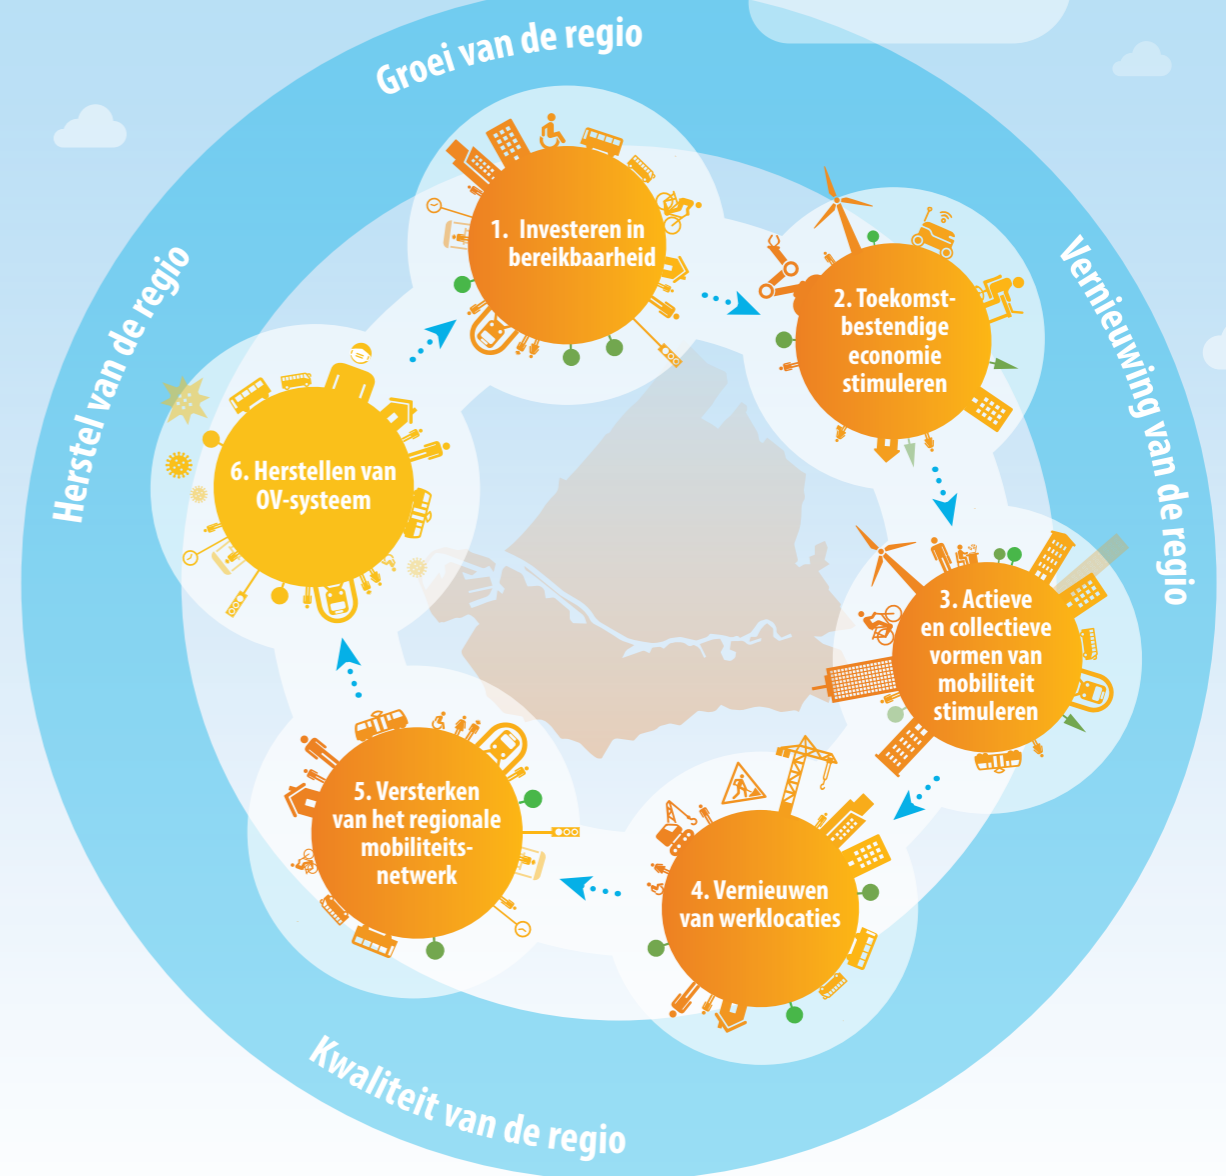 Groei van de regio
Vernieuwing van de regio
Kwaliteit van de regio
Herstel van de regio
1. Investeren in
bereikbaarheid
2. Toekomst-
bestendige
economie
stimuleren
3. Actieve
en collectieve
vormen van
mobiliteit
stimuleren
4. Vernieuwen
van werklocaties
5. Versterken
van het regionale
mobiliteits-
netwerk
6. Herstellen van
OV-systeem